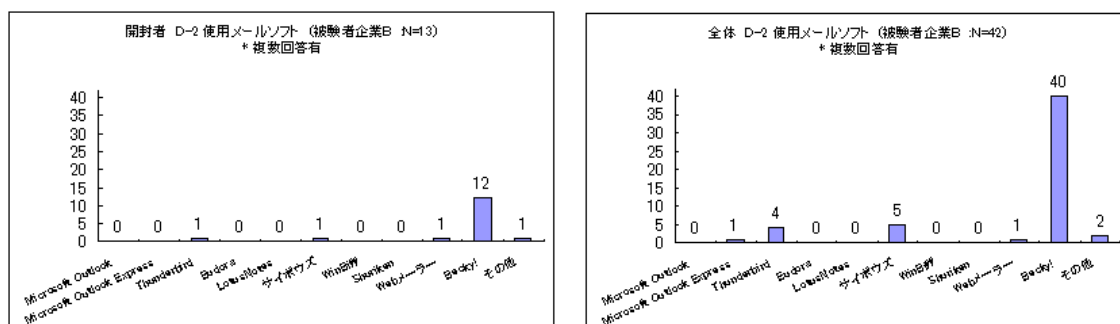 開封者 D-2 使用メールソフト (被験者企業B :N=13)
* 複数回答有
40
35
30
25
20
15
10
5
0
0 0 1 0 0 1 0 0 1 12 1
Microsoft Outlook
Microsoft Outlook Express
Thunderbird
Eudora
LotusNotes
サイボウズ
WinBiff
Shuriken
Webメーラー
Becky!
その他
全体 D-2 使用メールソフト (被験者企業B :N=42)
* 複数回答有
40
35
30
25
20
15
10
5
0
0 1 4 0 0 5 0 0 1 40 2
Microsoft Outlook
Microsoft Outlook Express
Thunderbird
Eudora
LotusNotes
サイボウズ
WinBiff
Shuriken
Webメーラー
Becky!
その他